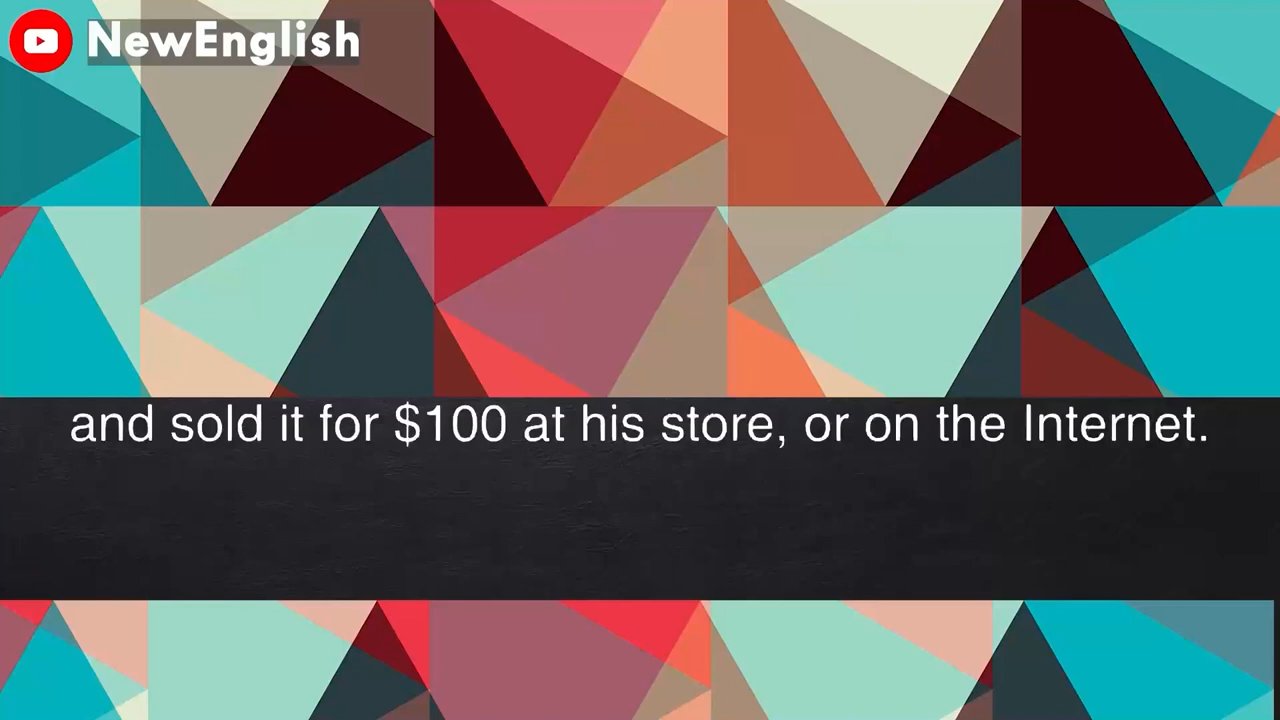 NewEnglish
and sold it for $100 at his store, or on the Internet.